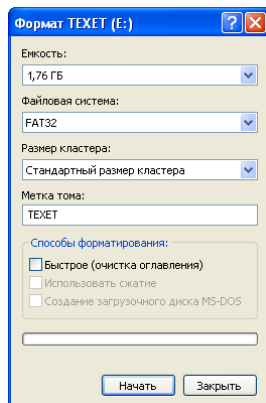 Формат TEXET (E:)
Емкость:
1,76 ГБ
Файловая система:
FAT32
Размер кластера:
Стандартный размер кластера
Метка тома:
TEXET
Способы форматирования:
Быстрое (очистка оглавления)
Использовать сжатие
Создание загрузочного диска MS-DOS
Начать Закрыть